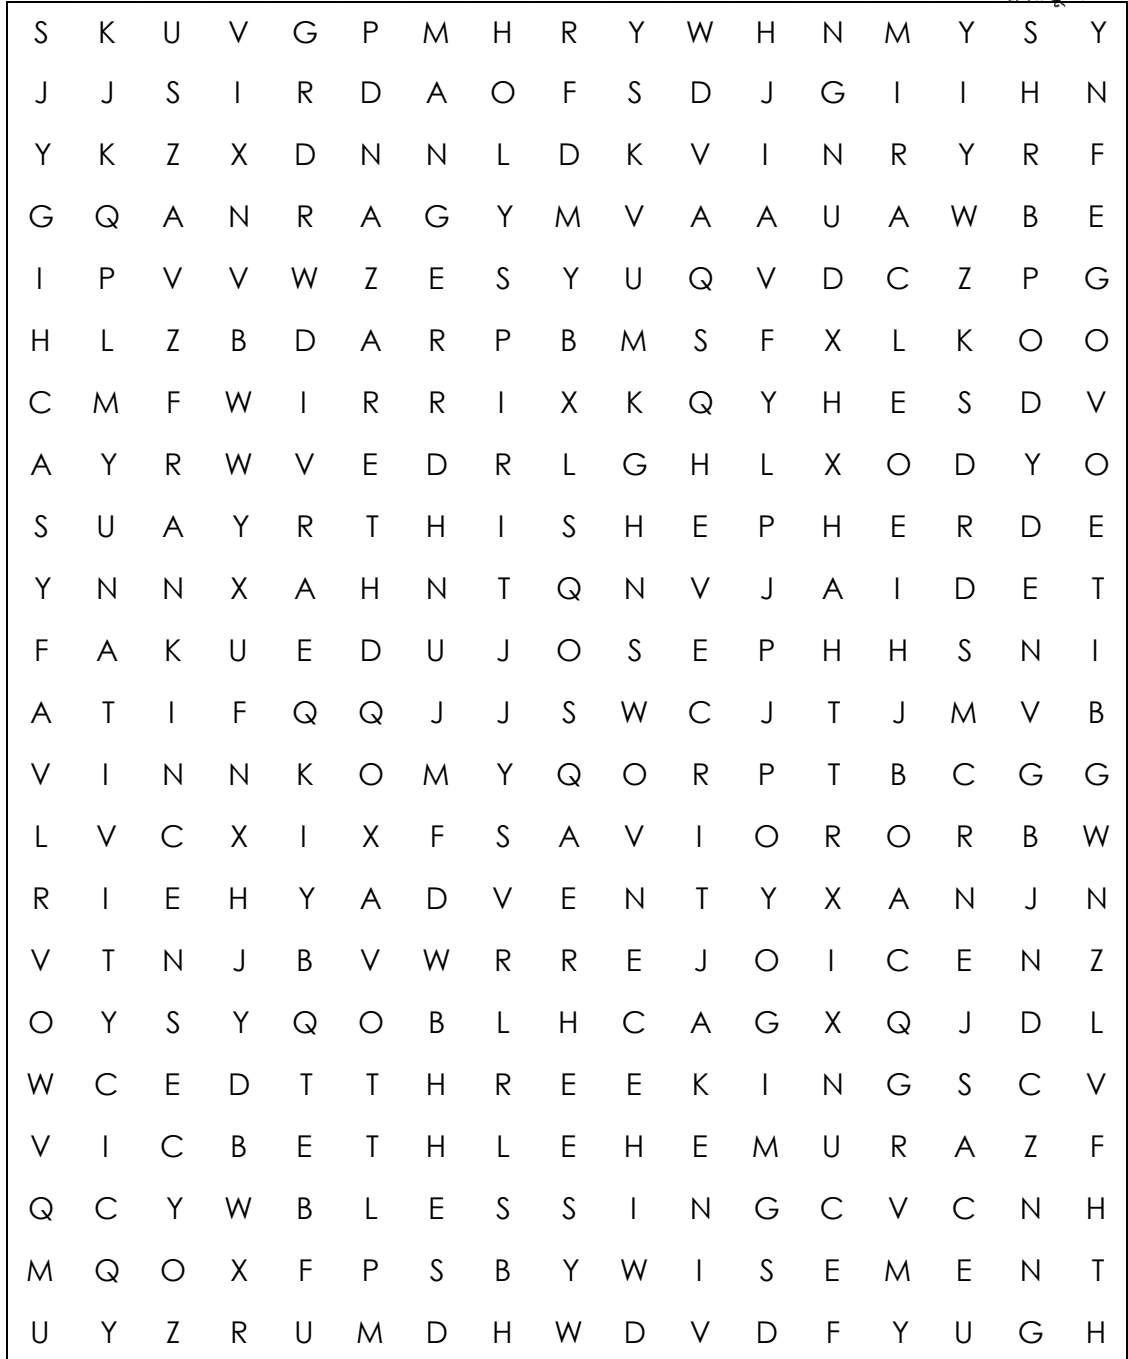 S K U V G P M H R Y W H N M Y S Y
J J S I R D A O F S D J G I I H N
Y K Z X D N N L D K V I N R Y R F
G Q A N R A G Y M V A A U A W B E
I P V V W Z E S Y U Q V D C Z P G
H L Z B D A R P B M S F X L K O O
C M F W I R R I X K Q Y H E S D V
A Y R W V E D R L G H L X O D Y O
S U A Y R T H I S H E P H E R D E
Y N N X A H N T Q N V J A I D E T
F A K U E D U J O S E P H H S N I
A T I F Q Q J J S W C J T J M V B
V I N N K O M Y Q O R P T B C G G
L V C X I X F S A V I O R O R B W
R I E H Y A D V E N T Y X A N J N
V T N J B V W R R E J O I C E N Z
O Y S Y Q O B L H C A G X Q J D L
W C E D T T H R E E K I N G S C V
V I C B E T H L E H E M U R A Z F
Q C Y W B L E S S I N G C V C N H
M Q O X F P S B Y W I S E M E N T
U Y Z R U M D H W D V D F Y U G H